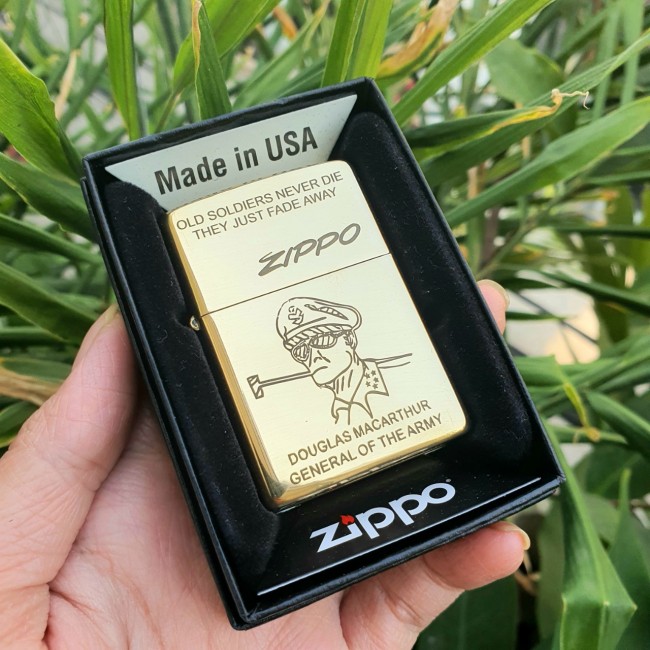 Made in USA
OLD SOLDIERS NEVER DIE
THEY JUST FADE AWAY
ZIPPO
DOUGLAS MACARTHUR
GENERAL OF THE ARMY
zippo